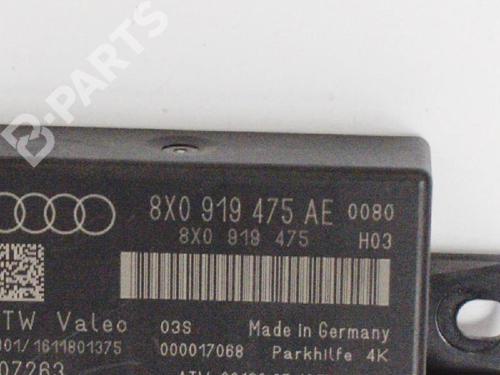 B-PARTS
8X0 919 475 AE 0080
8X0 919 475 H03
TW Valeo 03S Made in Germany
001/1611801375 000017068 Parkhilfe 4K
07263